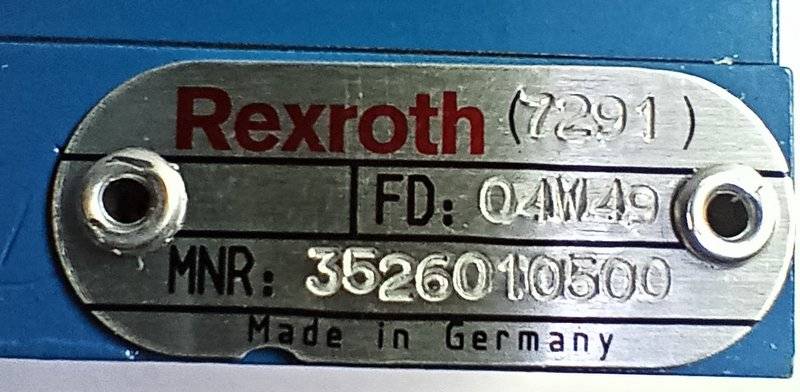 Rexroth (7291)
FD: 04W49
MNR: 3526010500
Made in Germany